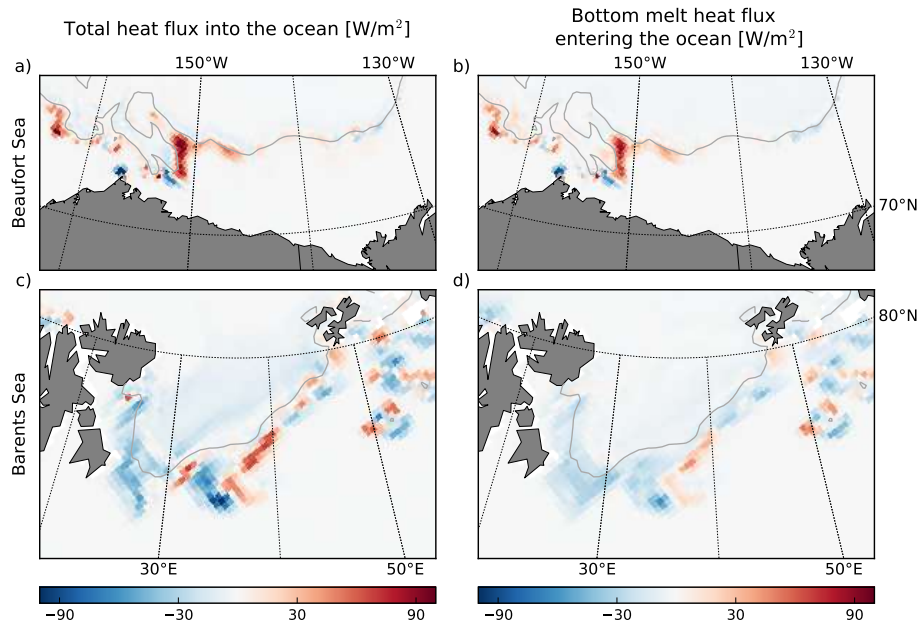 Total heat flux into the ocean [W/m²]
Bottom melt heat flux
entering the ocean [W/m²]
a)
150°W
130°W
b)
150°W
130°W
Beaufort Sea
70°N
c)
d)
80°N
Barents Sea
30°E
50°E
30°E
50°E
−90
−30
30
90
−90
−30
30
90